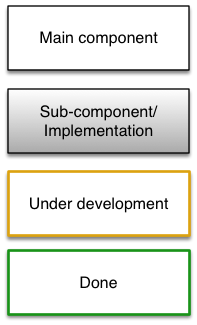 Main component
Sub-component/
Implementation
Under development
Done